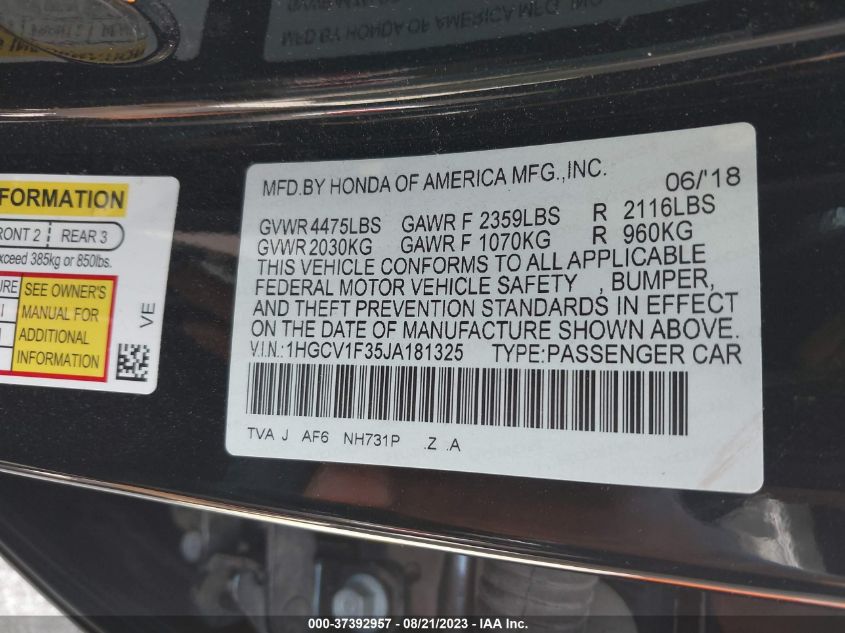 MFD.BY HONDA OF AMERICA MFG.,INC. 06/'18
GVWR 4475LBS GAWR F 2359LBS R 2116LBS
GVWR 2030KG GAWR F 1070KG R 960KG
THIS VEHICLE CONFORMS TO ALL APPLICABLE
FEDERAL MOTOR VEHICLE SAFETY , BUMPER,
AND THEFT PREVENTION STANDARDS IN EFFECT
ON THE DATE OF MANUFACTURE SHOWN ABOVE.
V.I.N.:1HGCV1F35JA181325 TYPE:PASSENGER CAR
TVA J AF6 NH731P .Z .A
FORMATION
FRONT 2 REAR 3
exceed 385kg or 850lbs.
SEE OWNER'S
MANUAL FOR
ADDITIONAL
INFORMATION
VE
000-37392957 - 08/21/2023 - IAA Inc.